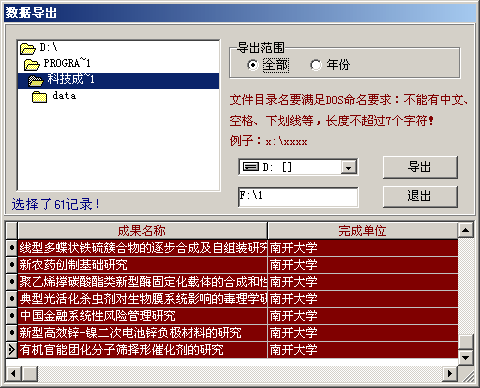 数据导出
D:\
PROGRA~1
科技成~1
data
选择了61记录!
导出范围
全部
年份
文件目录名要满足DOS命名要求:不能有中文、
空格、下划线等,长度不超过7个字符!
例子:x:\xxxx
D: []
导出
F:\1
退出
成果名称 完成单位
线型多蝶状铁硫簇合物的逐步合成及自组装研究 南开大学
新农药创制基础研究 南开大学
聚乙烯撑碳酸酯类新型酶固定化载体的合成和性 南开大学
典型光活化杀虫剂对生物膜系统影响的毒理学研 南开大学
中国金融系统性风险管理研究 南开大学
新型高效锌-镍二次电池锌负极材料的研究 南开大学
有机官能团化分子筛择形催化剂的研究 南开大学